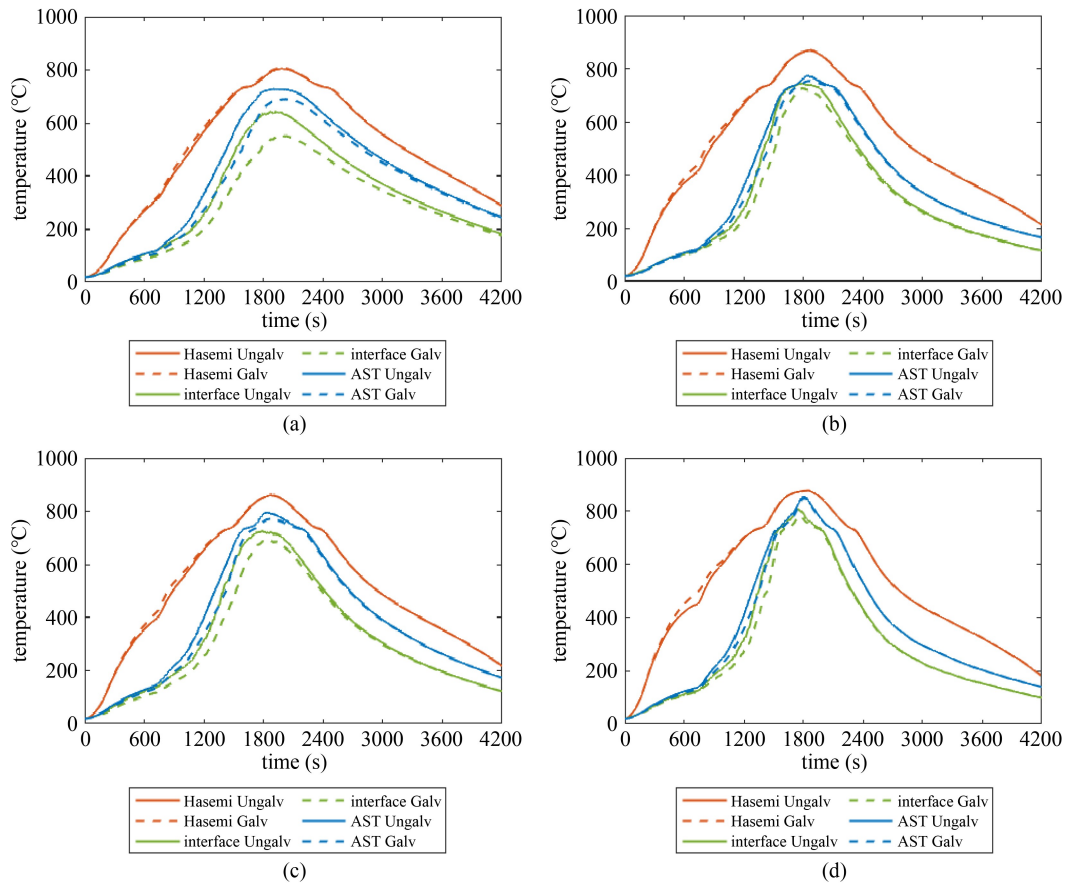 1000
800
600
400
200
0
temperature (°C)
0 600 1200 1800 2400 3000 3600 4200
time (s)
Hasemi Ungalv interface Galv
Hasemi Galv AST Ungalv
interface Ungalv AST Galv
(a)
1000
800
600
400
200
0
temperature (°C)
0 600 1200 1800 2400 3000 3600 4200
time (s)
Hasemi Ungalv interface Galv
Hasemi Galv AST Ungalv
interface Ungalv AST Galv
(b)
1000
800
600
400
200
0
temperature (°C)
0 600 1200 1800 2400 3000 3600 4200
time (s)
Hasemi Ungalv interface Galv
Hasemi Galv AST Ungalv
interface Ungalv AST Galv
(c)
1000
800
600
400
200
0
temperature (°C)
0 600 1200 1800 2400 3000 3600 4200
time (s)
Hasemi Ungalv interface Galv
Hasemi Galv AST Ungalv
interface Ungalv AST Galv
(d)